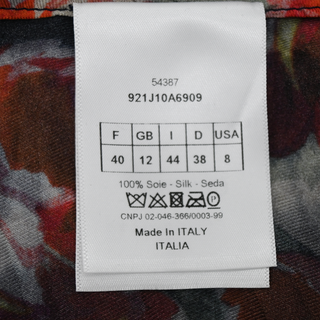 54387
921J10A6909
F GB I D USA
40 12 44 38 8
100% Soie - Silk - Seda
P
CNPJ 02-046-366/0003-99
Made In ITALY
ITALIA